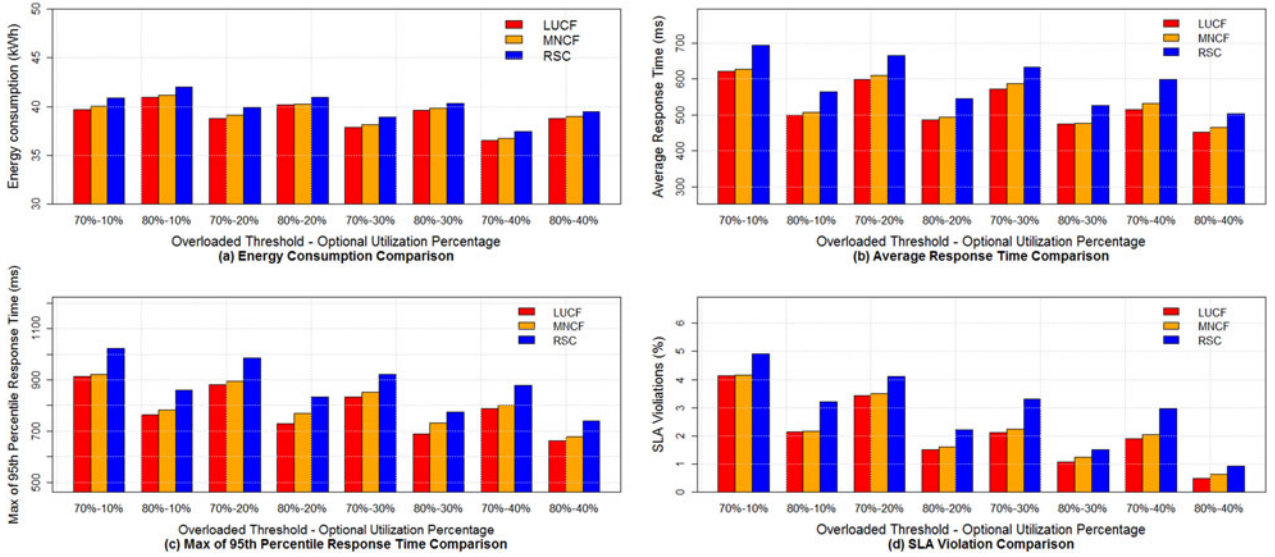 Energy consumption (kWh)
50
45
40
35
30
LUCF
MNCF
RSC
70%-10% 80%-10% 70%-20% 80%-20% 70%-30% 80%-30% 70%-40% 80%-40%
Overloaded Threshold - Optional Utilization Percentage
(a) Energy Consumption Comparison
Average Response Time (ms)
700
600
500
400
300
LUCF
MNCF
RSC
70%-10% 80%-10% 70%-20% 80%-20% 70%-30% 80%-30% 70%-40% 80%-40%
Overloaded Threshold - Optional Utilization Percentage
(b) Average Response Time Comparison
Max of 95th Percentile Response Time (ms)
1100
900
700
500
LUCF
MNCF
RSC
70%-10% 80%-10% 70%-20% 80%-20% 70%-30% 80%-30% 70%-40% 80%-40%
Overloaded Threshold - Optional Utilization Percentage
(c) Max of 95th Percentile Response Time Comparison
SLA Violiations (%)
6
5
4
3
2
1
0
LUCF
MNCF
RSC
70%-10% 80%-10% 70%-20% 80%-20% 70%-30% 80%-30% 70%-40% 80%-40%
Overloaded Threshold - Optional Utilization Percentage
(d) SLA Violation Comparison